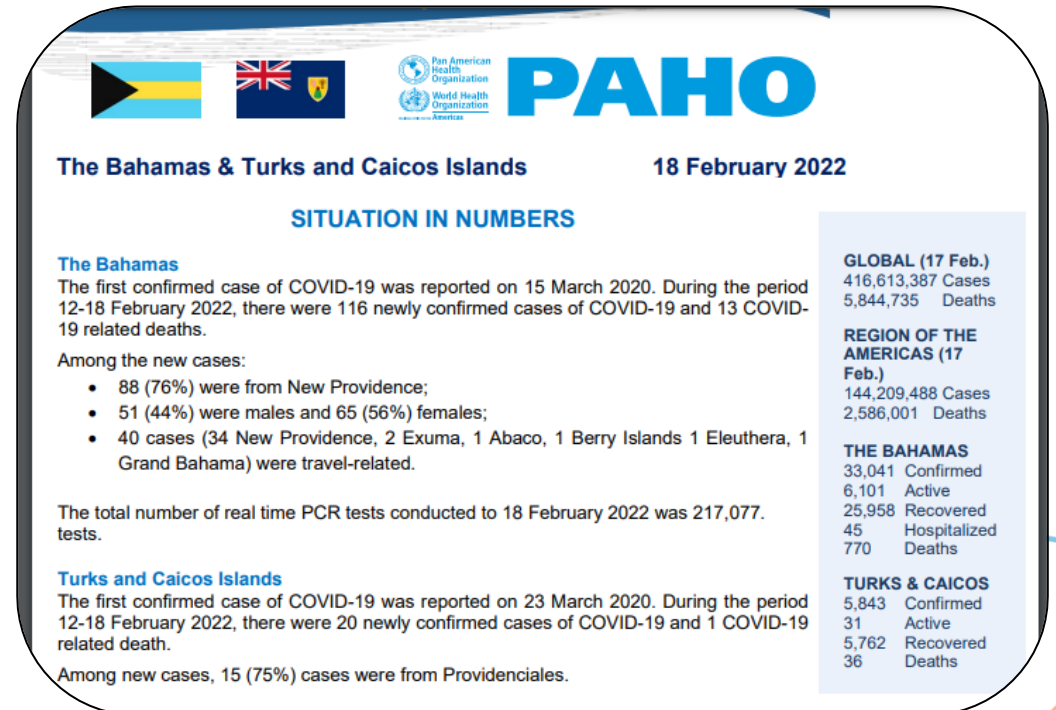 Pan American
Health
Organization
World Health
Organization
Americas
PAHO
The Bahamas & Turks and Caicos Islands 18 February 2022
SITUATION IN NUMBERS
The Bahamas
The first confirmed case of COVID-19 was reported on 15 March 2020. During the period
12-18 February 2022, there were 116 newly confirmed cases of COVID-19 and 13 COVID-
19 related deaths.
Among the new cases:
• 88 (76%) were from New Providence;
• 51 (44%) were males and 65 (56%) females;
• 40 cases (34 New Providence, 2 Exuma, 1 Abaco, 1 Berry Islands 1 Eleuthera, 1
Grand Bahama) were travel-related.
The total number of real time PCR tests conducted to 18 February 2022 was 217,077.
tests.
Turks and Caicos Islands
The first confirmed case of COVID-19 was reported on 23 March 2020. During the period
12-18 February 2022, there were 20 newly confirmed cases of COVID-19 and 1 COVID-19
related death.
Among new cases, 15 (75%) cases were from Providenciales.
GLOBAL (17 Feb.)
416,613,387 Cases
5,844,735 Deaths
REGION OF THE
AMERICAS (17
Feb.)
144,209,488 Cases
2,586,001 Deaths
THE BAHAMAS
33,041 Confirmed
6,101 Active
25,958 Recovered
45 Hospitalized
770 Deaths
TURKS & CAICOS
5,843 Confirmed
31 Active
5,762 Recovered
36 Deaths